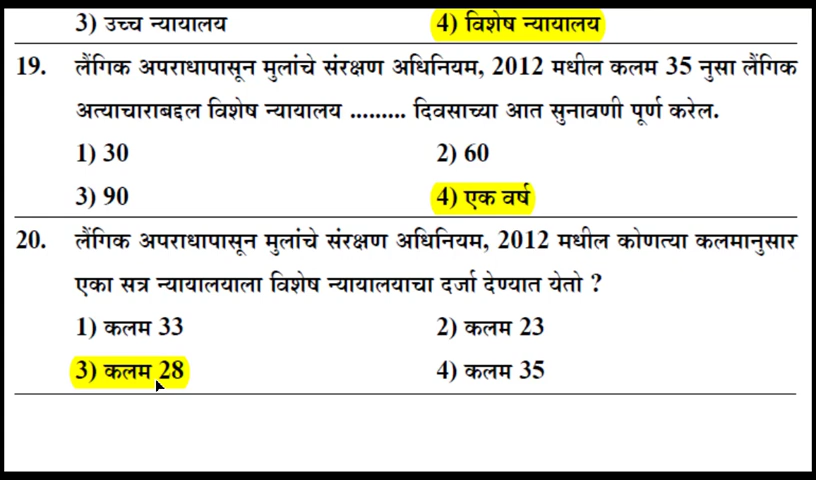 3) उच्च न्यायालय 4) विशेष न्यायालय
19. लैंगिक अपराधापासून मुलांचे संरक्षण अधिनियम, 2012 मधील कलम 35 नुसा लैंगिक
अत्याचाराबद्दल विशेष न्यायालय ......... दिवसाच्या आत सुनावणी पूर्ण करेल.
1) 30 2) 60
3) 90 4) एक वर्ष
20. लैंगिक अपराधापासून मुलांचे संरक्षण अधिनियम, 2012 मधील कोणत्या कलमानुसार
एका सत्र न्यायालयाला विशेष न्यायालयाचा दर्जा देण्यात येतो ?
1) कलम 33 2) कलम 23
3) कलम 28 4) कलम 35